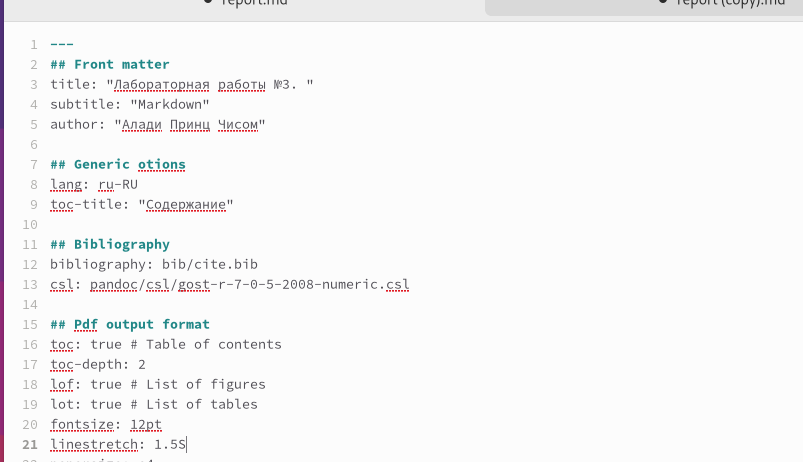 report.md
report (copy).md
1 ---
2 ## Front matter
3 title: "Лабораторная работы №3. "
4 subtitle: "Markdown"
5 author: "Алади Принц Чисом"
6
7 ## Generic otions
8 lang: ru-RU
9 toc-title: "Содержание"
10
11 ## Bibliography
12 bibliography: bib/cite.bib
13 csl: pandoc/csl/gost-r-7-0-5-2008-numeric.csl
14
15 ## Pdf output format
16 toc: true # Table of contents
17 toc-depth: 2
18 lof: true # List of figures
19 lot: true # List of tables
20 fontsize: 12pt
21 linestretch: 1.5S